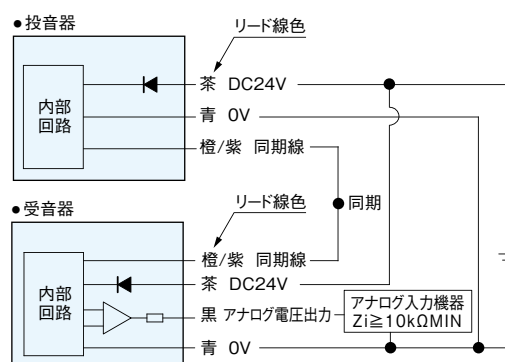 ●投音器
リード線色
茶 DC24V
内部
回路
青 0V
橙/紫 同期線
同期
●受音器
リード線色
橙/紫 同期線
茶 DC24V
内部
回路
黒 アナログ電圧出力
アナログ入力機器
Zi≧10kΩMIN
青 0V